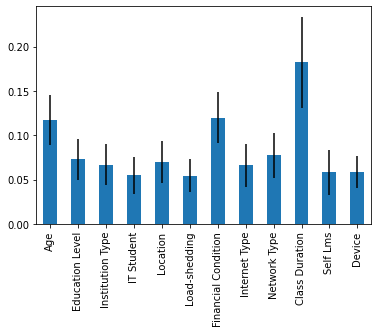 0.20
0.15
0.10
0.05
0.00
Age
Education Level
Institution Type
IT Student
Location
Load-shedding
Financial Condition
Internet Type
Network Type
Class Duration
Self Lms
Device